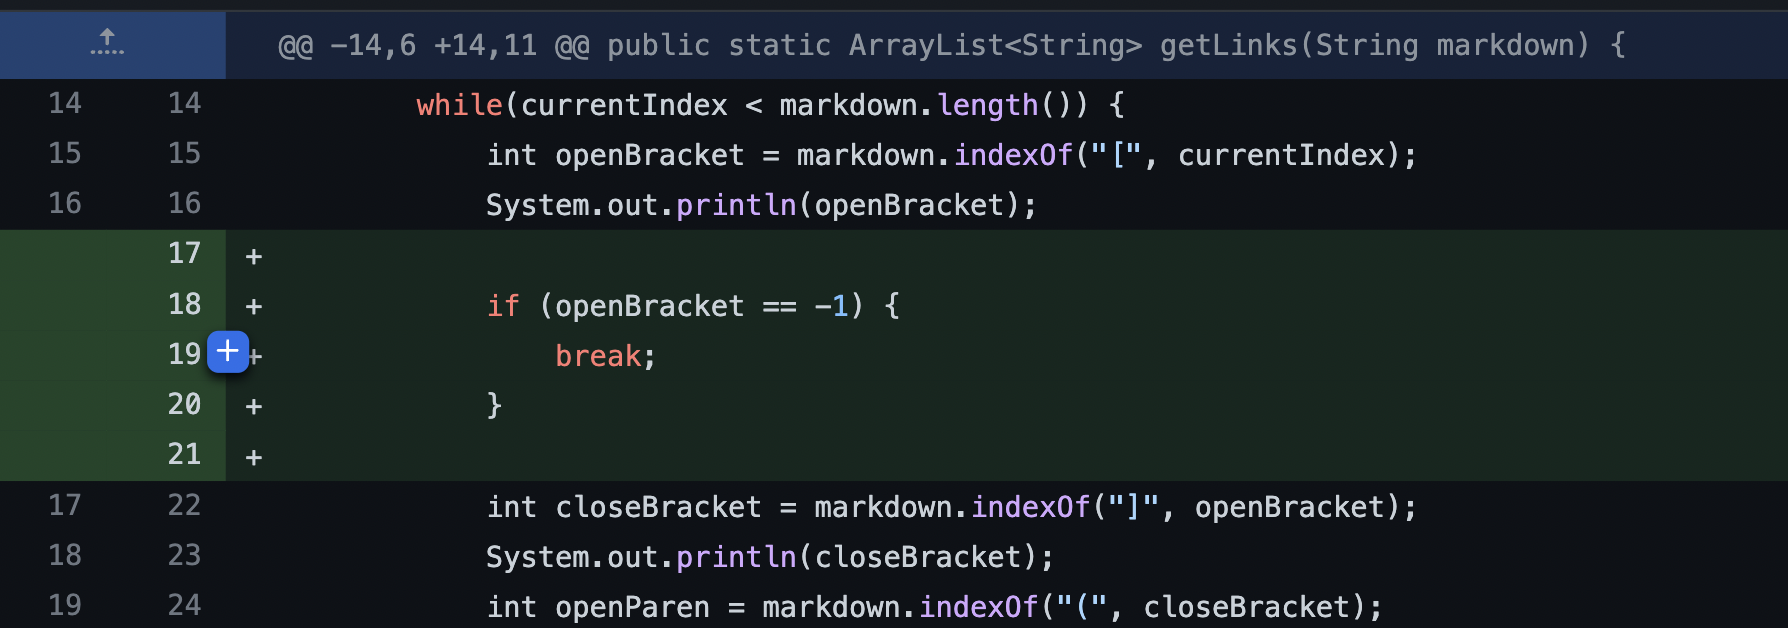 @@ -14,6 +14,11 @@ public static ArrayList<String> getLinks(String markdown) {
14 14 while(currentIndex < markdown.length()) {
15 15 int openBracket = markdown.indexOf("[", currentIndex);
16 16 System.out.println(openBracket);
17 +
18 + if (openBracket == -1) {
19 + break;
20 + }
21 +
17 22 int closeBracket = markdown.indexOf("]", openBracket);
18 23 System.out.println(closeBracket);
19 24 int openParen = markdown.indexOf("(", closeBracket);